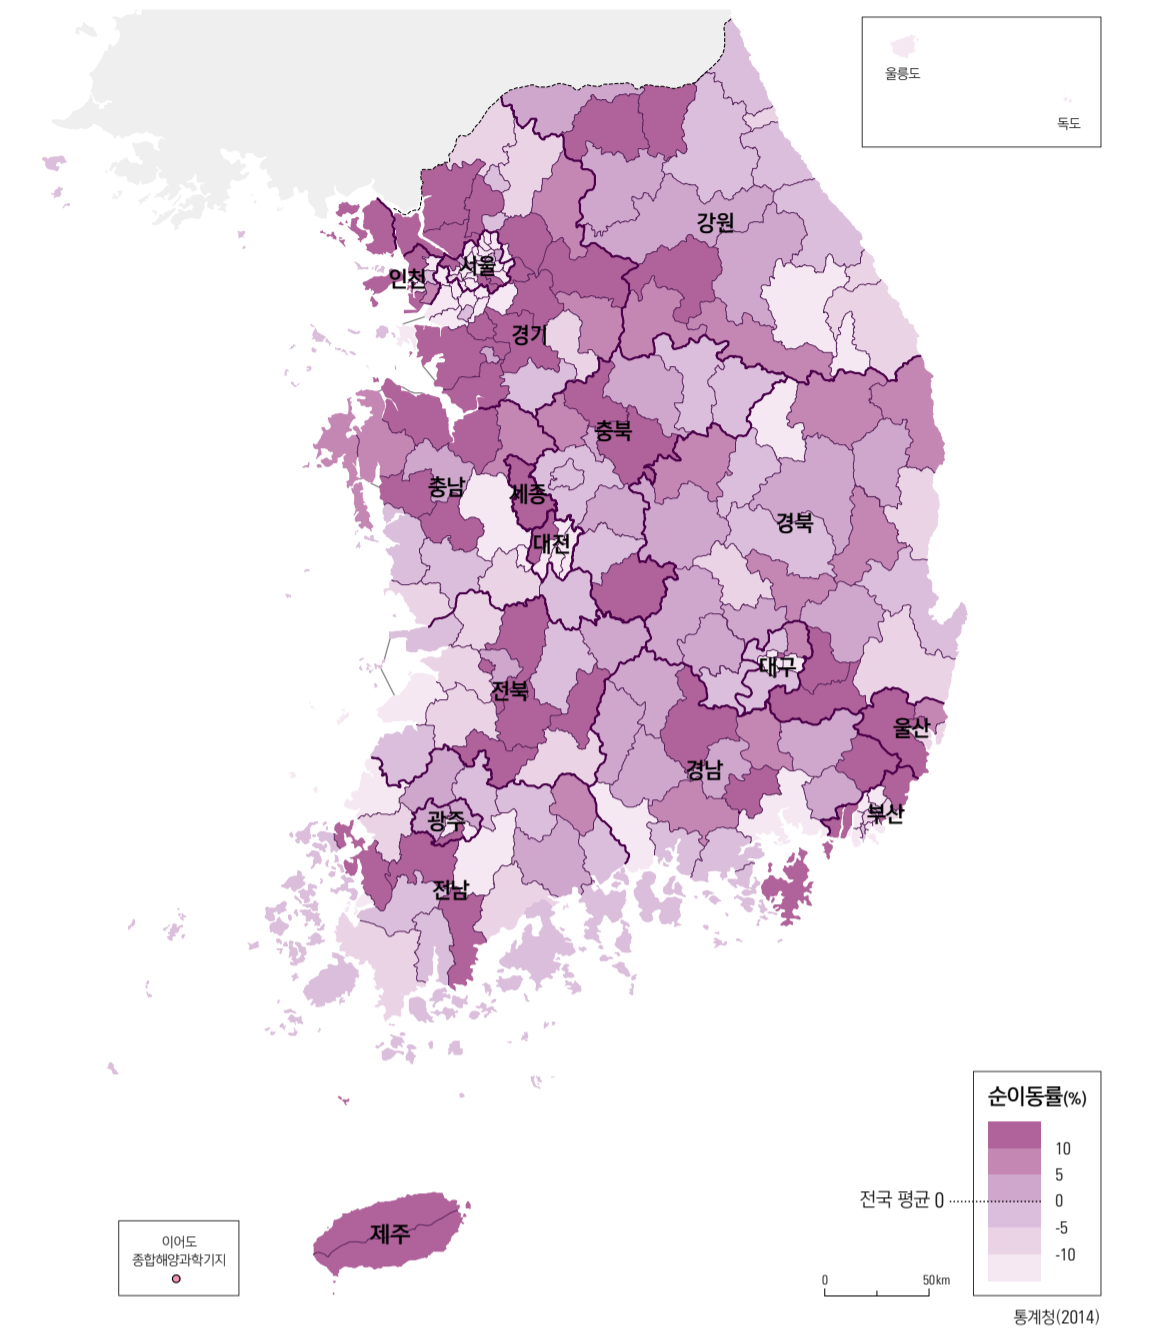 울릉도
독도
강원
서울
인천
경기
충북
충남
세종
대전
경북
대구
전북
울산
경남
부산
광주
전남
제주
이어도
종합해양과학기지
순이동률(%)
10
5
전국 평균 0
0
-5
-10
0
50km
통계청(2014)